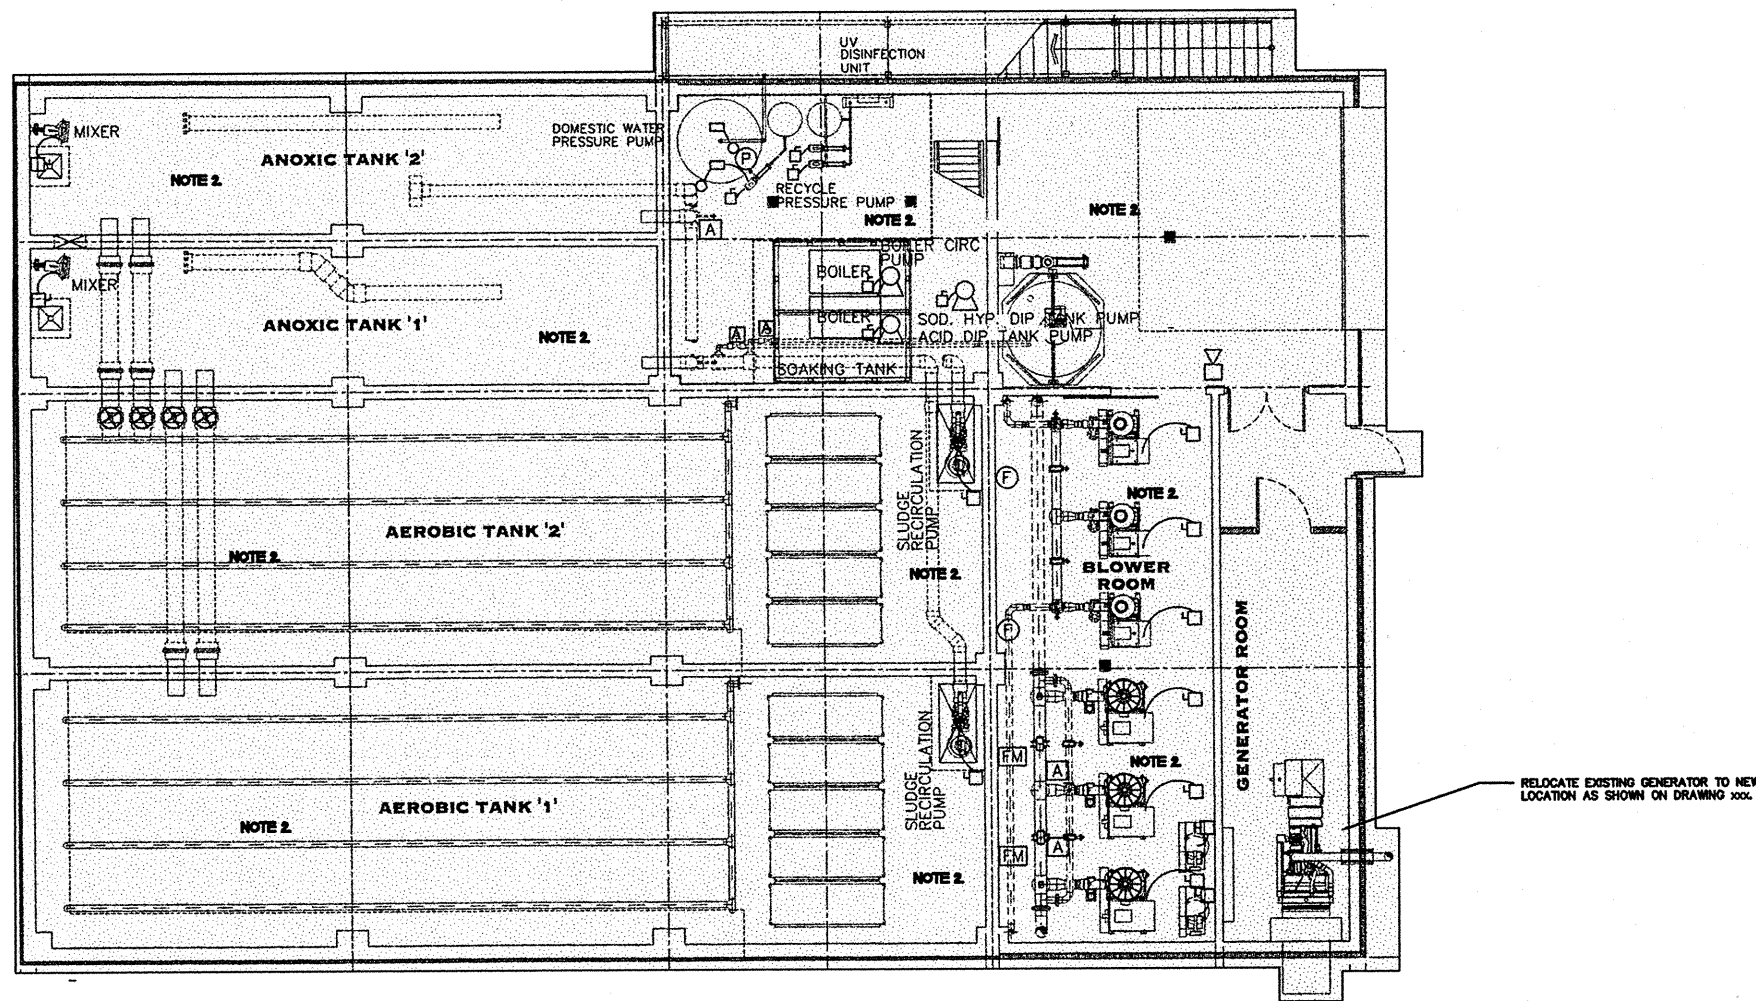 UV
DISINFECTION
UNIT
MIXER
DOMESTIC WATER
PRESSURE PUMP
ANOXIC TANK '2'
NOTE 2.
P
RECYCLE
PRESSURE PUMP
NOTE 2.
NOTE 2.
A
BOILER CIRC
PUMP
BOILER
MIXER
ANOXIC TANK '1'
NOTE 2.
A
A
BOILER
SOD. HYP. DIP TANK PUMP
ACID DIP TANK PUMP
SOAKING TANK
SLUDGE
RECIRCULATION
PUMP
F
NOTE 2.
AEROBIC TANK '2'
NOTE 2.
NOTE 2.
BLOWER
ROOM
F
GENERATOR ROOM
SLUDGE
RECIRCULATION
PUMP
FM
A
NOTE 2.
RELOCATE EXISTING GENERATOR TO NEW
LOCATION AS SHOWN ON DRAWING xxx.
AEROBIC TANK '1'
NOTE 2.
FM
A
NOTE 2.